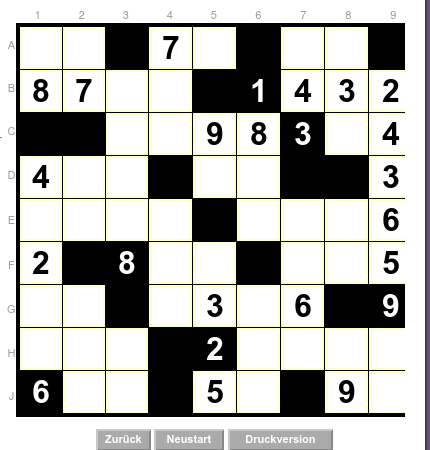 1 2 3 4 5 6 7 8 9
A 7
B 8 7 1 4 3 2
C 9 8 3 4
D 4 3
E 6
F 2 8 5
G 3 6 9
H 2
J 6 5 9
Zurück Neustart Druckversion